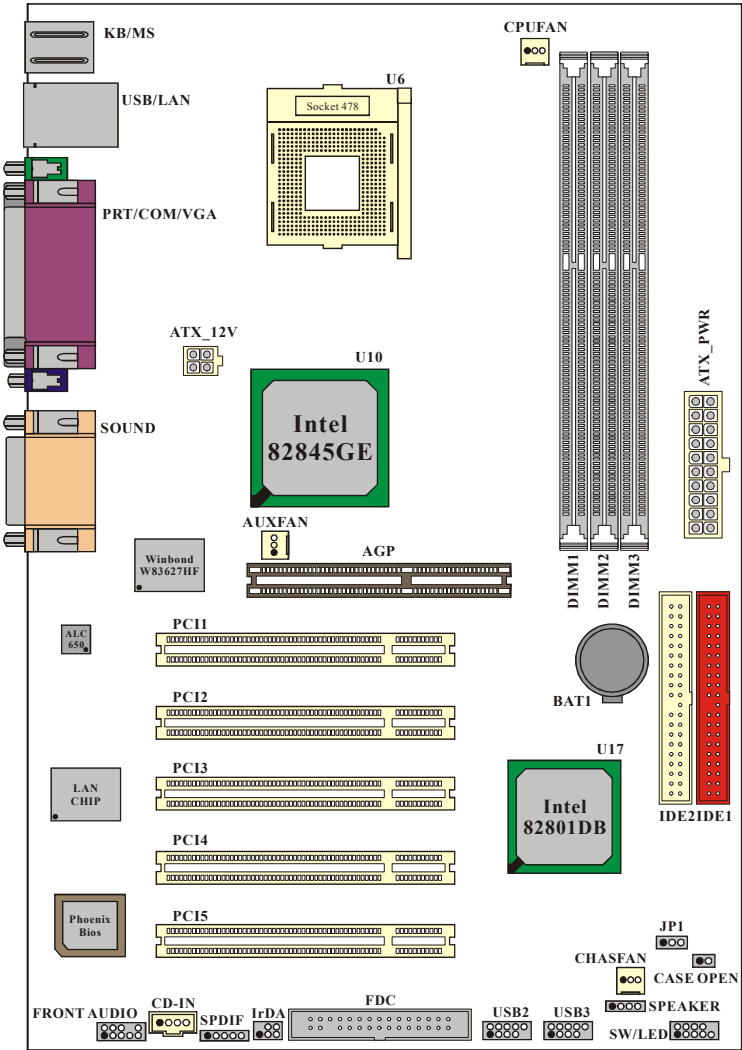 KB/MS
CPUFAN
U6
USB/LAN
Socket 478
PRT/COM/VGA
ATX_12V
U10
ATX_PWR
Intel
82845GE
SOUND
AUXFAN
AGP
Winbond
W83627HF
DIMM1
DIMM2
DIMM3
ALC
650
PCI1
BAT1
PCI2
U17
PCI3
LAN
CHIP
Intel
82801DB
IDE2
IDE1
PCI4
Phoenix
Bios
PCI5
JP1
CHASFAN
CASE OPEN
FRONT AUDIO
CD-IN
SPDIF
IrDA
FDC
USB2
USB3
SPEAKER
SW/LED